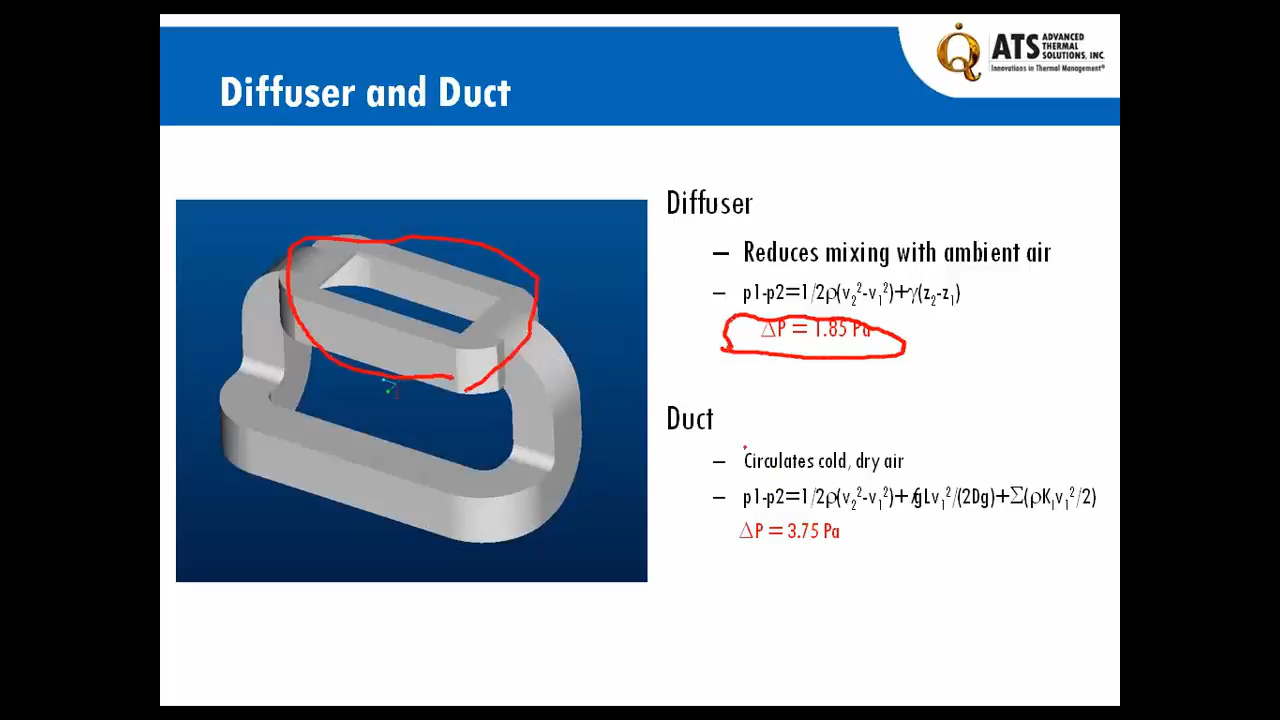 ATS ADVANCED THERMAL SOLUTIONS, INC.
Innovations in Thermal Management®
Diffuser and Duct
Diffuser
– Reduces mixing with ambient air
– p1-p2=1/2ρ(v₂²-v₁²)+γ(z₂-z₁)
ΔP = 1.85 Pa
Duct
– Circulates cold, dry air
– p1-p2=1/2ρ(v₂²-v₁²)+ Lv₁²/(2Dg)+Σ(ρKᵢv₁²/2)
ΔP = 3.75 Pa